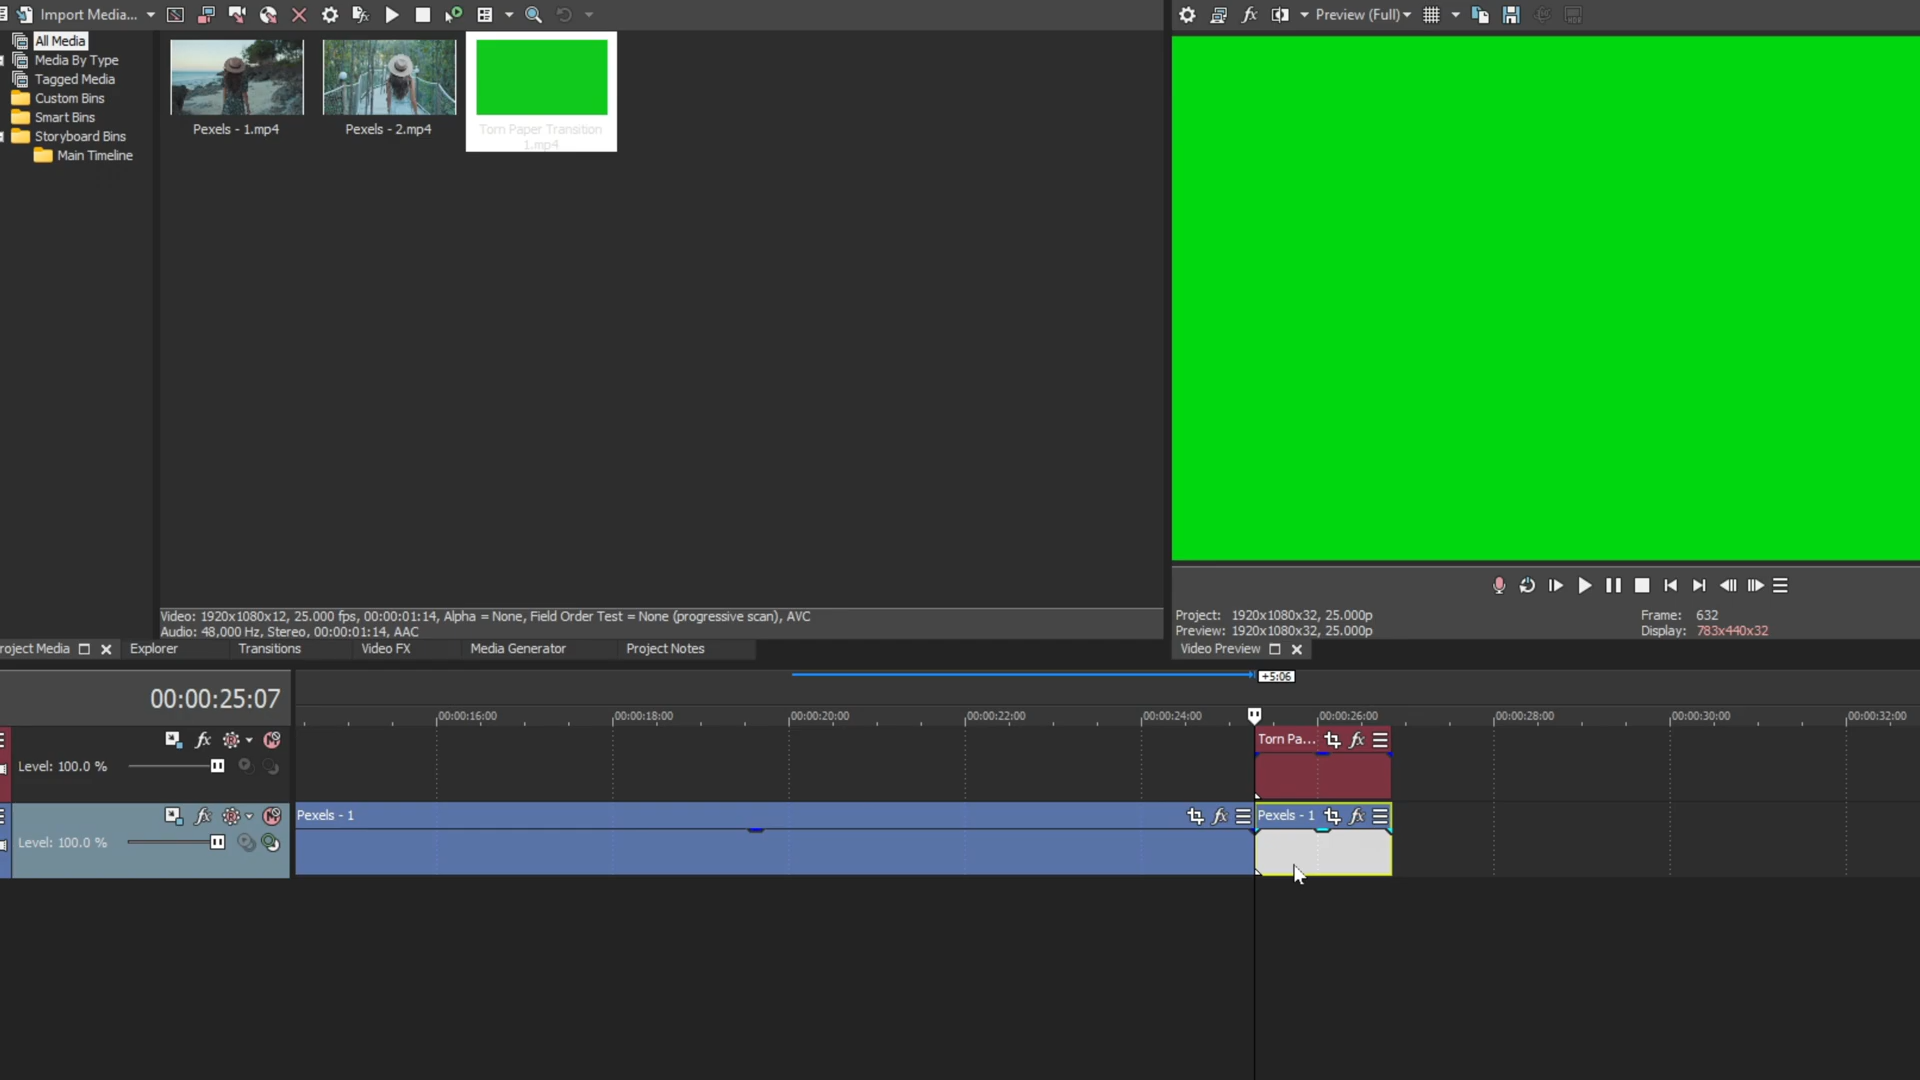 Import Media...
Preview (Full)
All Media
Media By Type
Tagged Media
Custom Bins
Smart Bins
Storyboard Bins
Main Timeline
Pexels - 1.mp4
Pexels - 2.mp4
Torn Paper Transition
1.mp4
Video: 1920x1080x12, 25.000 fps, 00:00:01:14, Alpha = None, Field Order Test = None (progressive scan), AVC
Audio: 48,000 Hz, Stereo, 00:00:01:14, AAC
Project: 1920x1080x32, 25.000p
Preview: 1920x1080x32, 25.000p
Frame: 632
Display: 783x440x32
roject Media
Explorer
Transitions
Video FX
Media Generator
Project Notes
Video Preview
+5:06
00:00:25:07
00:00:16:00
00:00:18:00
00:00:20:00
00:00:22:00
00:00:24:00
00:00:26:00
00:00:28:00
00:00:30:00
00:00:32:00
Level: 100.0 %
Torn Pa...
Level: 100.0 %
Pexels - 1
Pexels - 1